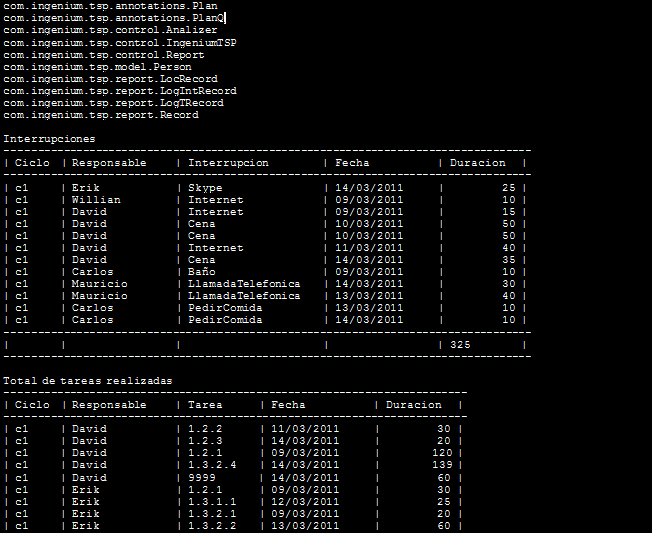 com.ingenium.tsp.annotations.Plan
com.ingenium.tsp.annotations.PlanQ
com.ingenium.tsp.control.Analizer
com.ingenium.tsp.control.IngeniumTSP
com.ingenium.tsp.control.Report
com.ingenium.tsp.model.Person
com.ingenium.tsp.report.LocRecord
com.ingenium.tsp.report.LogIntRecord
com.ingenium.tsp.report.LogTRecord
com.ingenium.tsp.report.Record
Interrupciones
| Ciclo | Responsable | Interrupcion | Fecha | Duracion |
| c1 | Erik | Skype | 14/03/2011 | 25 |
| c1 | Willian | Internet | 09/03/2011 | 10 |
| c1 | David | Internet | 09/03/2011 | 15 |
| c1 | David | Cena | 10/03/2011 | 50 |
| c1 | David | Cena | 10/03/2011 | 50 |
| c1 | David | Internet | 11/03/2011 | 40 |
| c1 | David | Cena | 14/03/2011 | 35 |
| c1 | Carlos | Baño | 09/03/2011 | 10 |
| c1 | Mauricio | LlamadaTelefonica | 14/03/2011 | 30 |
| c1 | Mauricio | LlamadaTelefonica | 13/03/2011 | 40 |
| c1 | Carlos | PedirComida | 13/03/2011 | 10 |
| c1 | Carlos | PedirComida | 14/03/2011 | 10 |
| | | | | 325 |
Total de tareas realizadas
| Ciclo | Responsable | Tarea | Fecha | Duracion |
| c1 | David | 1.2.2 | 11/03/2011 | 30 |
| c1 | David | 1.2.3 | 14/03/2011 | 20 |
| c1 | David | 1.2.1 | 09/03/2011 | 120 |
| c1 | David | 1.3.2.4 | 14/03/2011 | 139 |
| c1 | David | 9999 | 14/03/2011 | 60 |
| c1 | Erik | 1.2.1 | 09/03/2011 | 30 |
| c1 | Erik | 1.3.1.1 | 12/03/2011 | 25 |
| c1 | Erik | 1.3.2.1 | 09/03/2011 | 20 |
| c1 | Erik | 1.3.2.2 | 13/03/2011 | 60 |